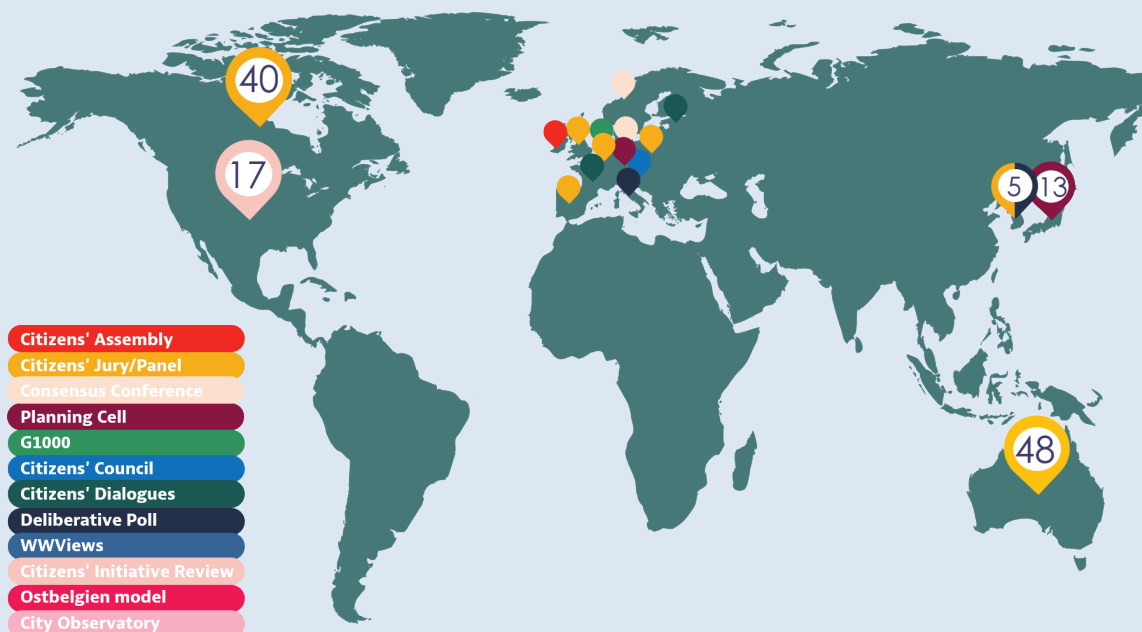 40
17
5
13
48
Citizens' Assembly
Citizens' Jury/Panel
Consensus Conference
Planning Cell
G1000
Citizens' Council
Citizens' Dialogues
Deliberative Poll
WWViews
Citizens' Initiative Review
Ostbelgien model
City Observatory